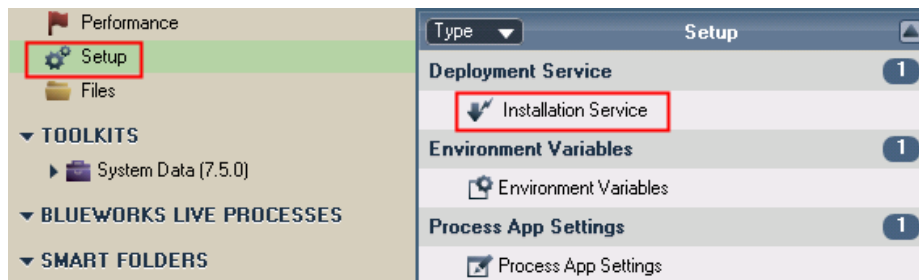 Performance
Setup
Files
TOOLKITS
System Data (7.5.0)
BLUEWORKS LIVE PROCESSES
SMART FOLDERS
Type
Setup
Deployment Service
1
Installation Service
Environment Variables
1
Environment Variables
Process App Settings
1
Process App Settings